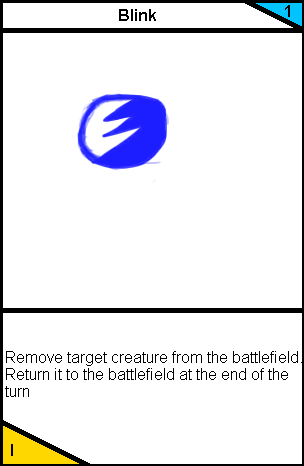 Blink
1
Remove target creature from the battlefield.
Return it to the battlefield at the end of the
turn
I